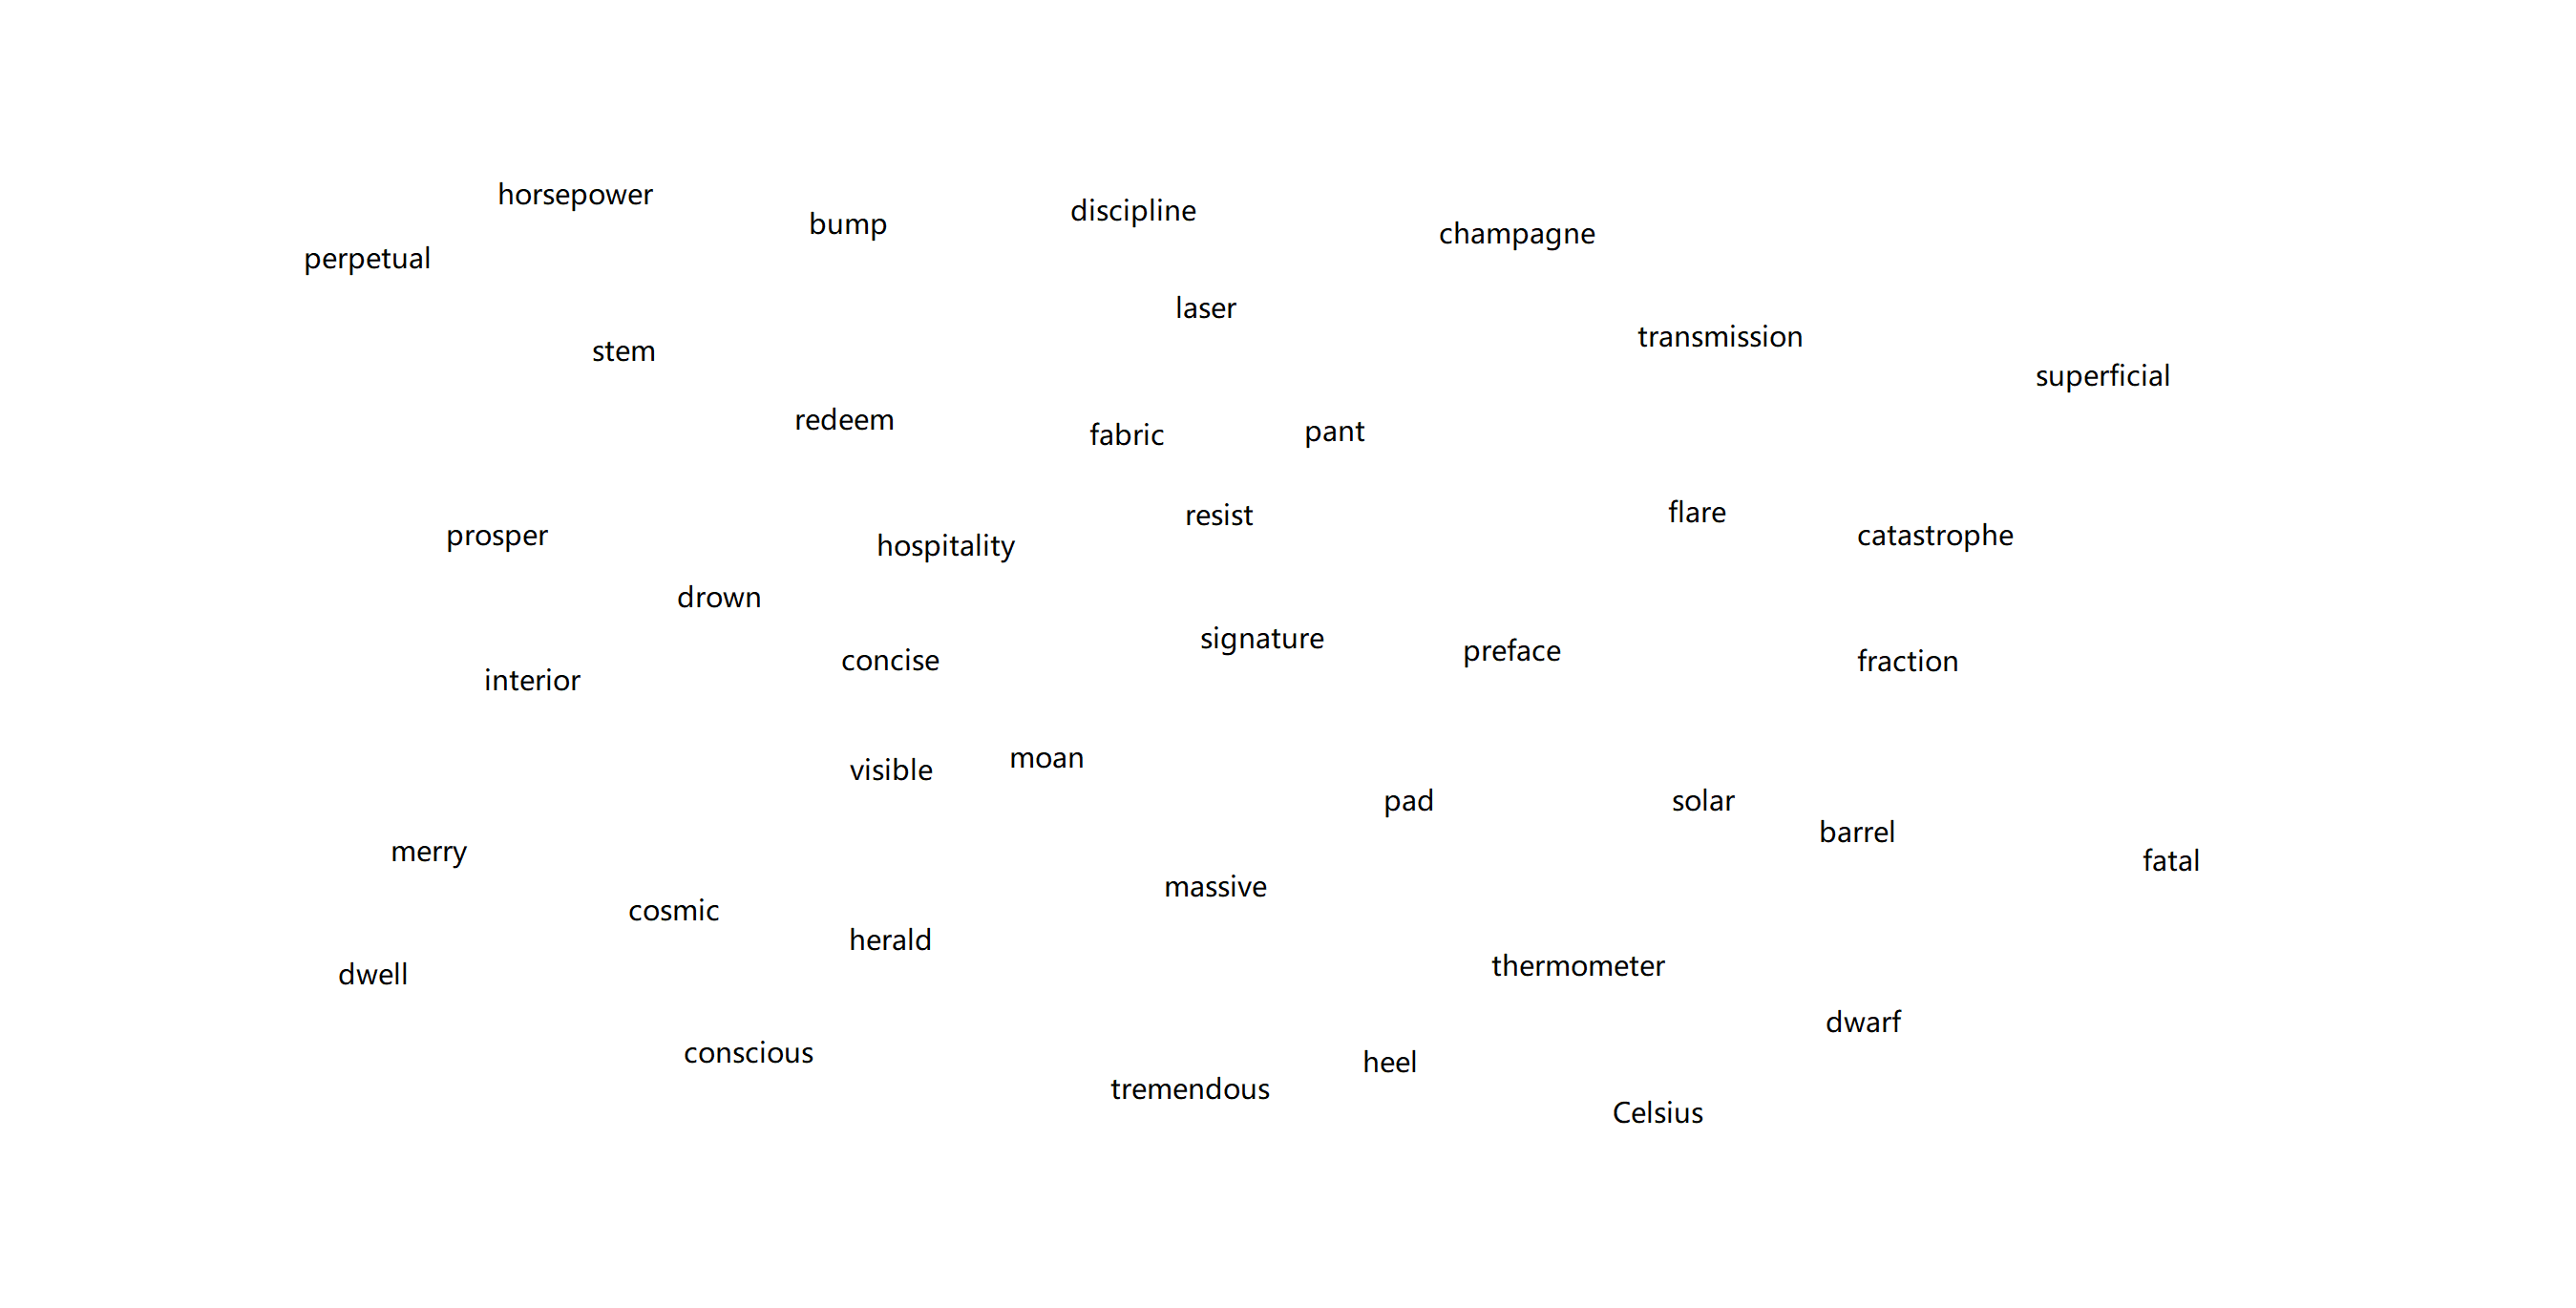 horsepower
bump
discipline
champagne
perpetual
laser
transmission
stem
superficial
redeem
fabric
pant
resist
flare
prosper
hospitality
catastrophe
drown
signature
preface
concise
fraction
interior
visible
moan
pad
solar
barrel
merry
fatal
massive
cosmic
herald
dwell
thermometer
dwarf
conscious
heel
tremendous
Celsius